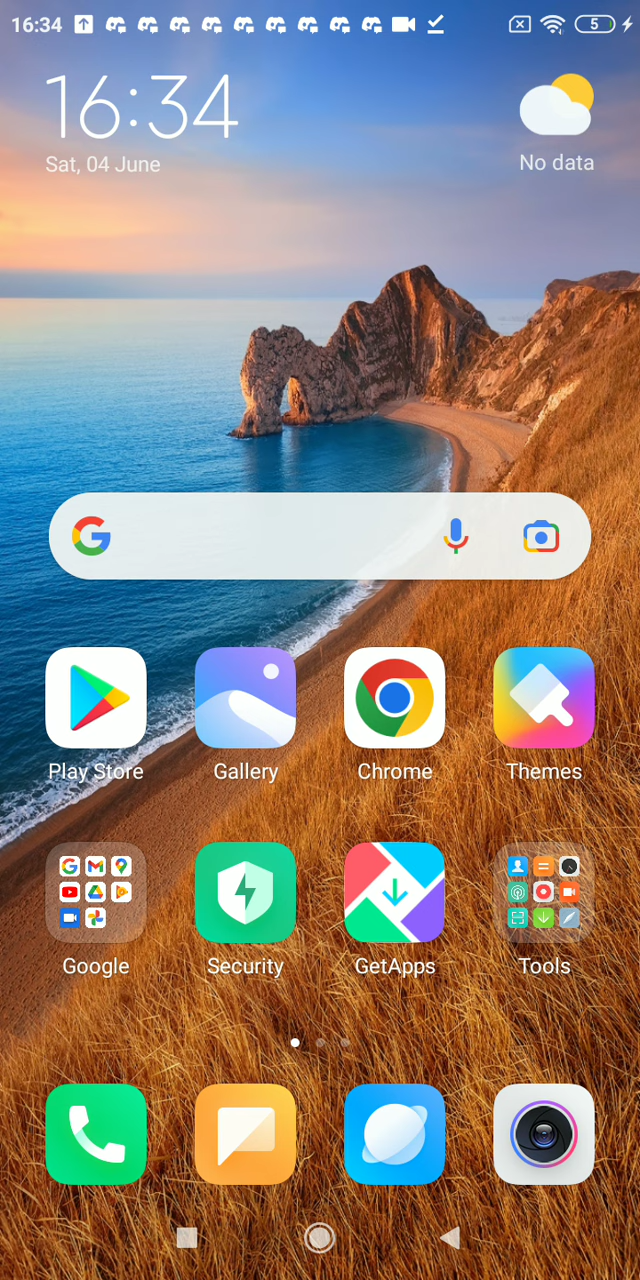 16:34
5
16:34
Sat, 04 June
No data
Play Store
Gallery
Chrome
Themes
Google
Security
GetApps
Tools